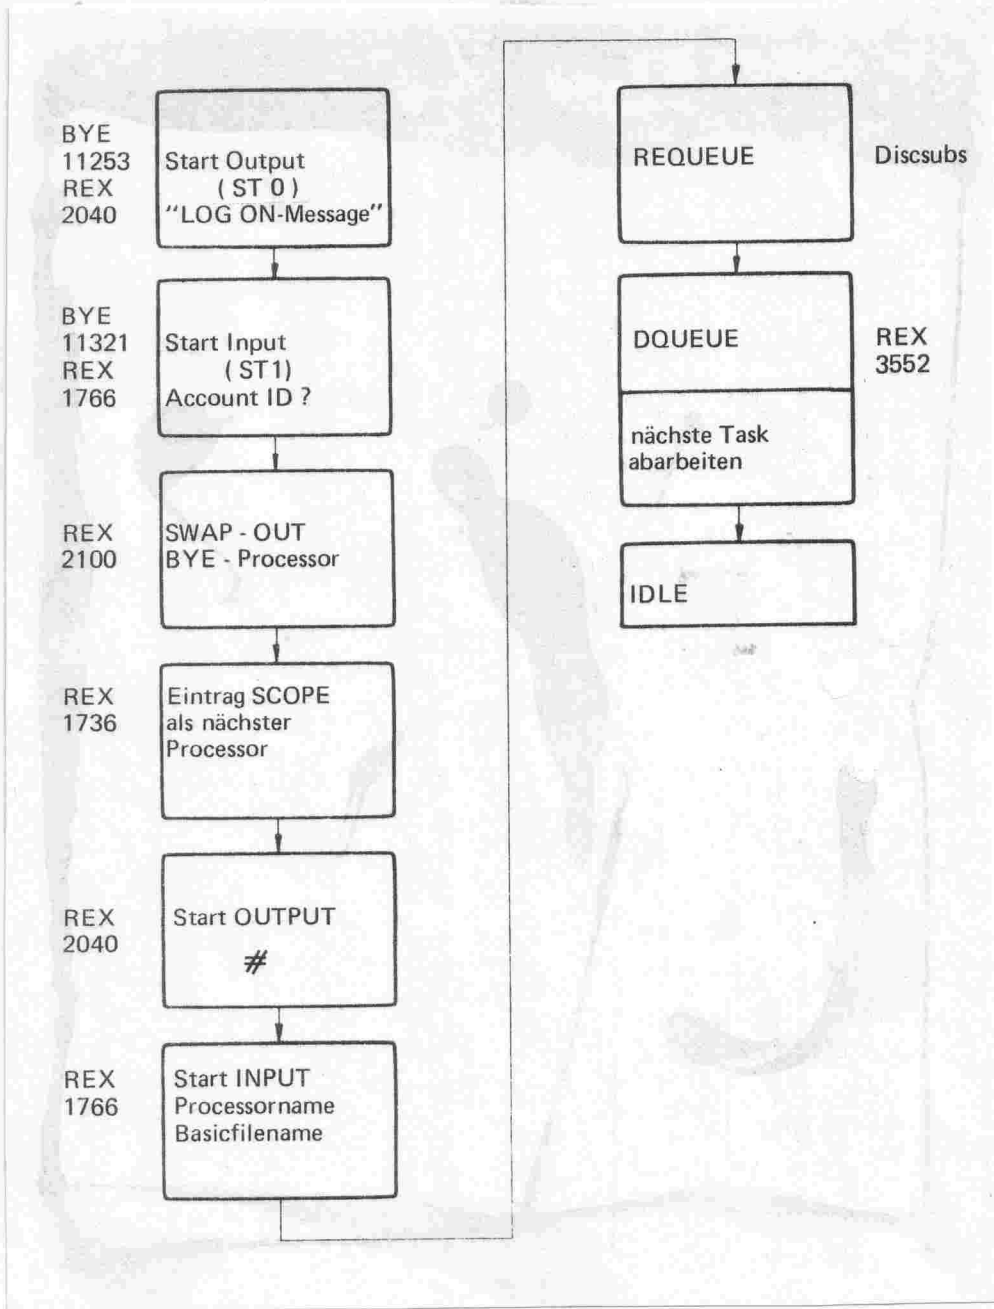 BYE
11253
REX
2040
Start Output
( ST 0 )
"LOG ON-Message"
BYE
11321
REX
1766
Start Input
( ST1)
Account ID ?
REX
2100
SWAP - OUT
BYE - Processor
REX
1736
Eintrag SCOPE
als nächster
Processor
REX
2040
Start OUTPUT
#
REX
1766
Start INPUT
Processorname
Basicfilename
REQUEUE
Discsubs
DQUEUE
REX
3552
nächste Task
abarbeiten
IDLE